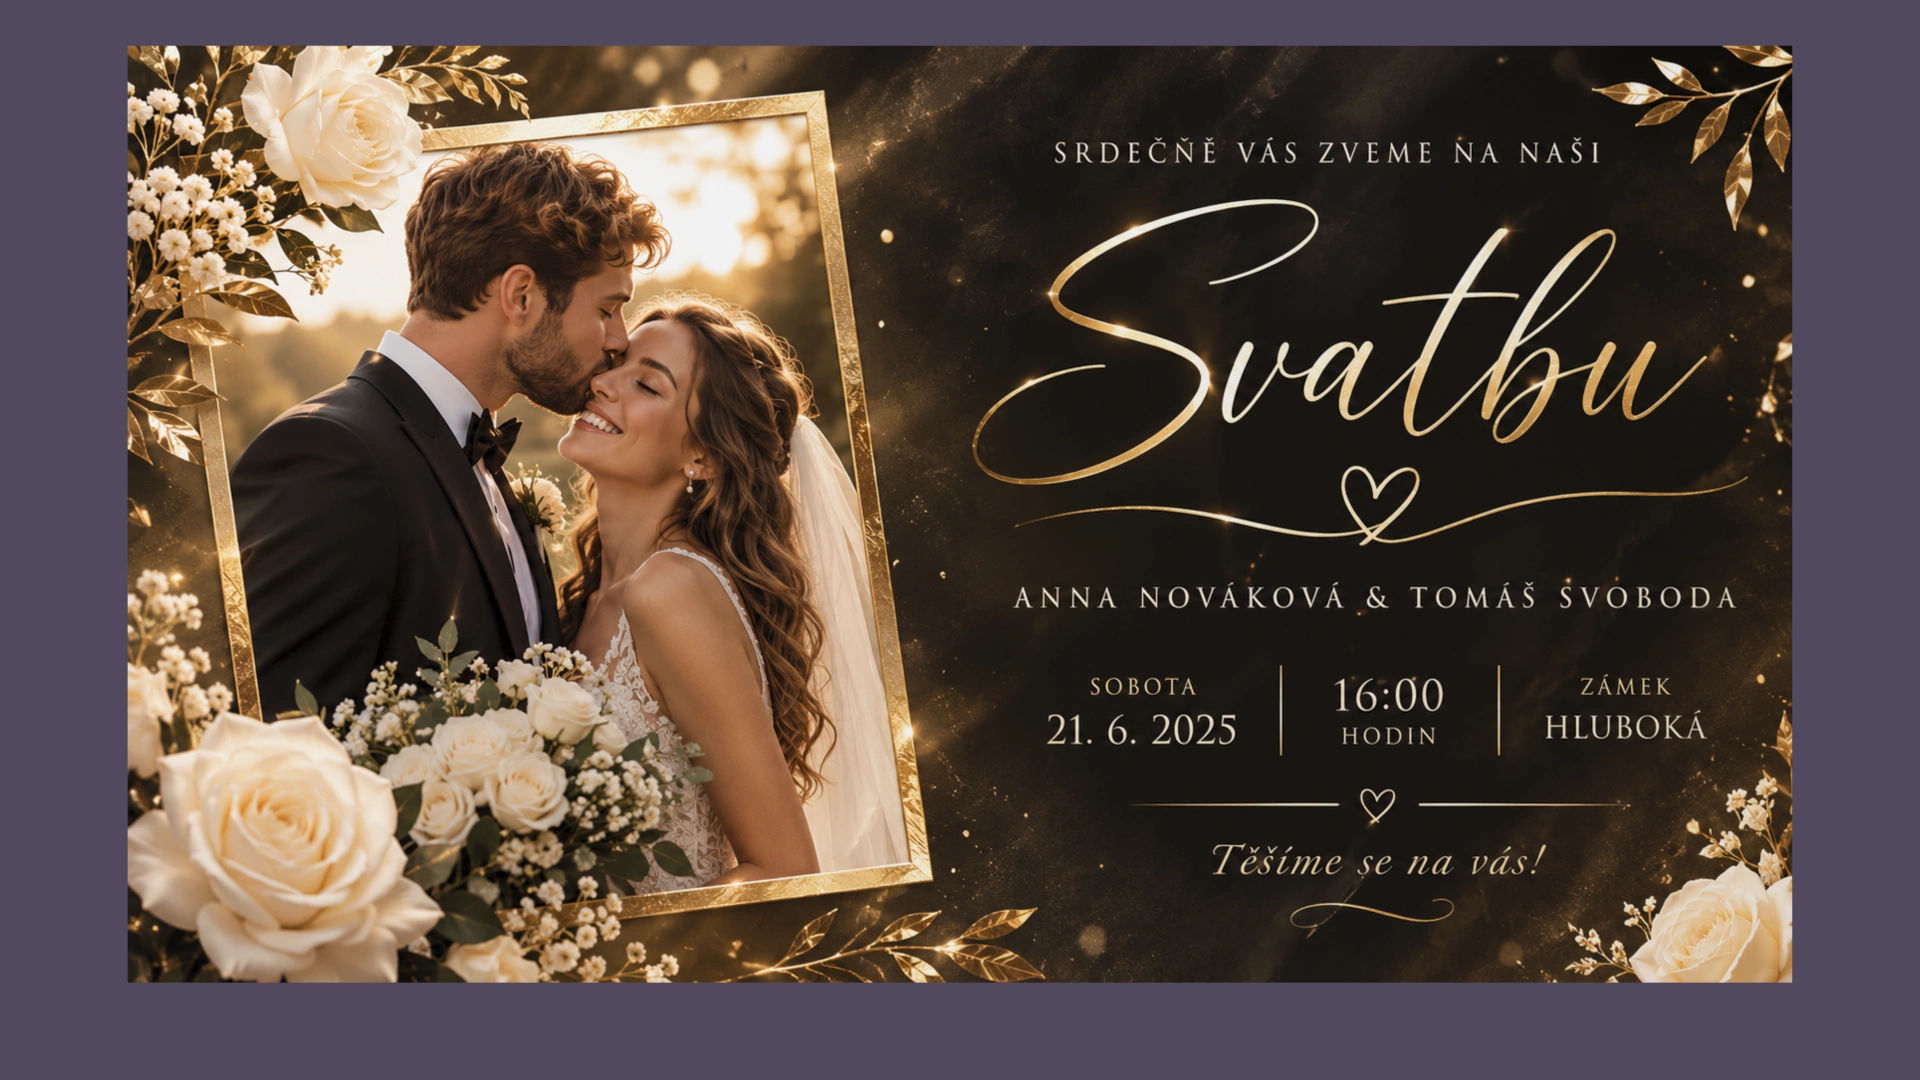 SRDEČŇĚ VÁS ZVEME NA NAŠI
Svatbu
ANNA NOVÁKOVÁ & TOMÁŠ SVOBODA
SOBOTA
21. 6. 2025
16:00
HODIN
ZÁMEK
HLUBOKÁ
Těšíme se na vás!